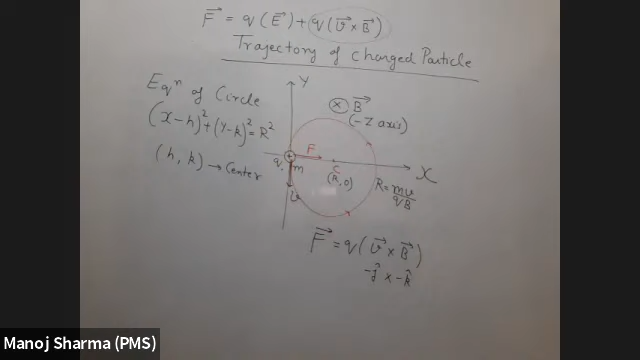 F⃗ = q(E⃗) + q(v⃗ × B⃗)
Trajectory of Charged Particle
Eqⁿ of Circle
(x-h)² + (y-k)² = R²
(h, k) → Center
Y
⊗ B⃗
(-Z axis)
F
+
q, m
C
(R, 0)
X
v
R = mv/qB
F⃗ = q(v⃗ × B⃗)
-ĵ × -k̂
Manoj Sharma (PMS)